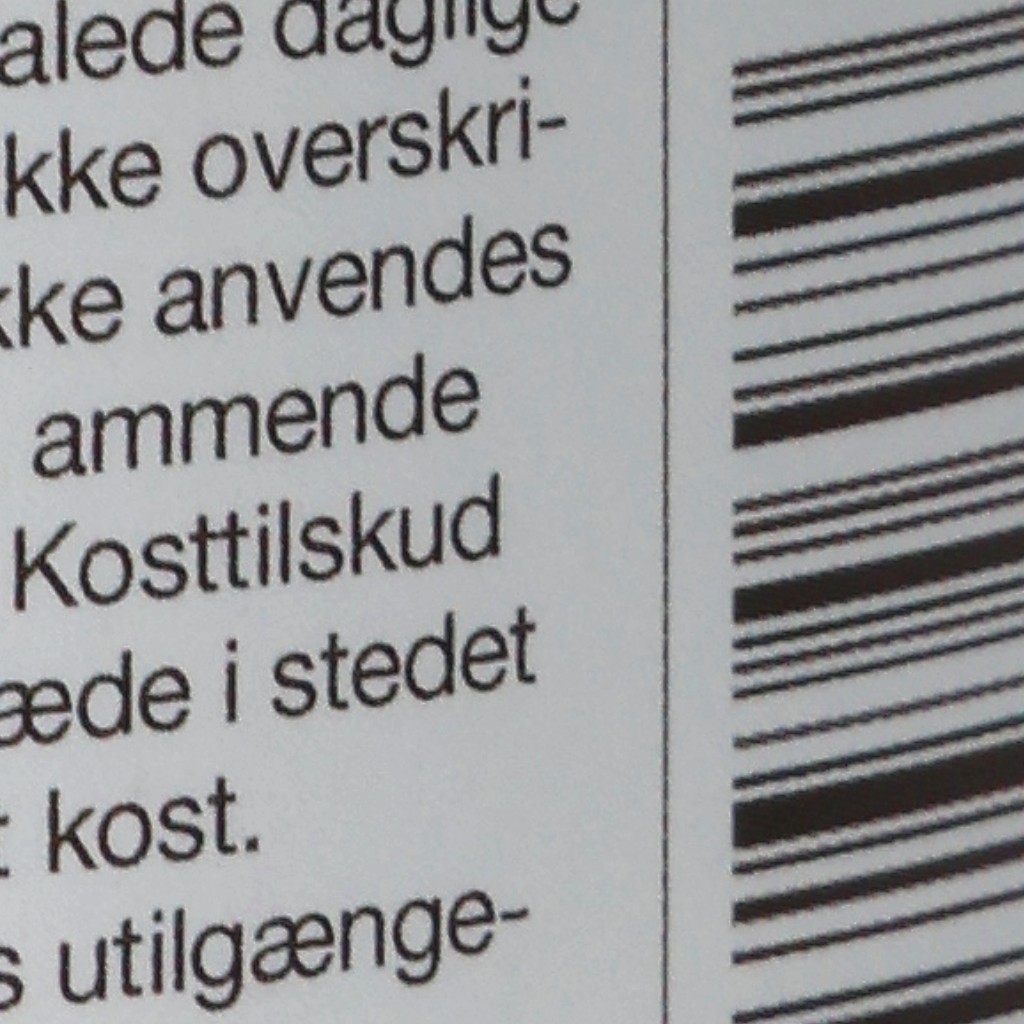 alede daglige
kke overskri-
kke anvendes
ammende
Kosttilskud
æde i stedet
t kost.
s utilgænge-